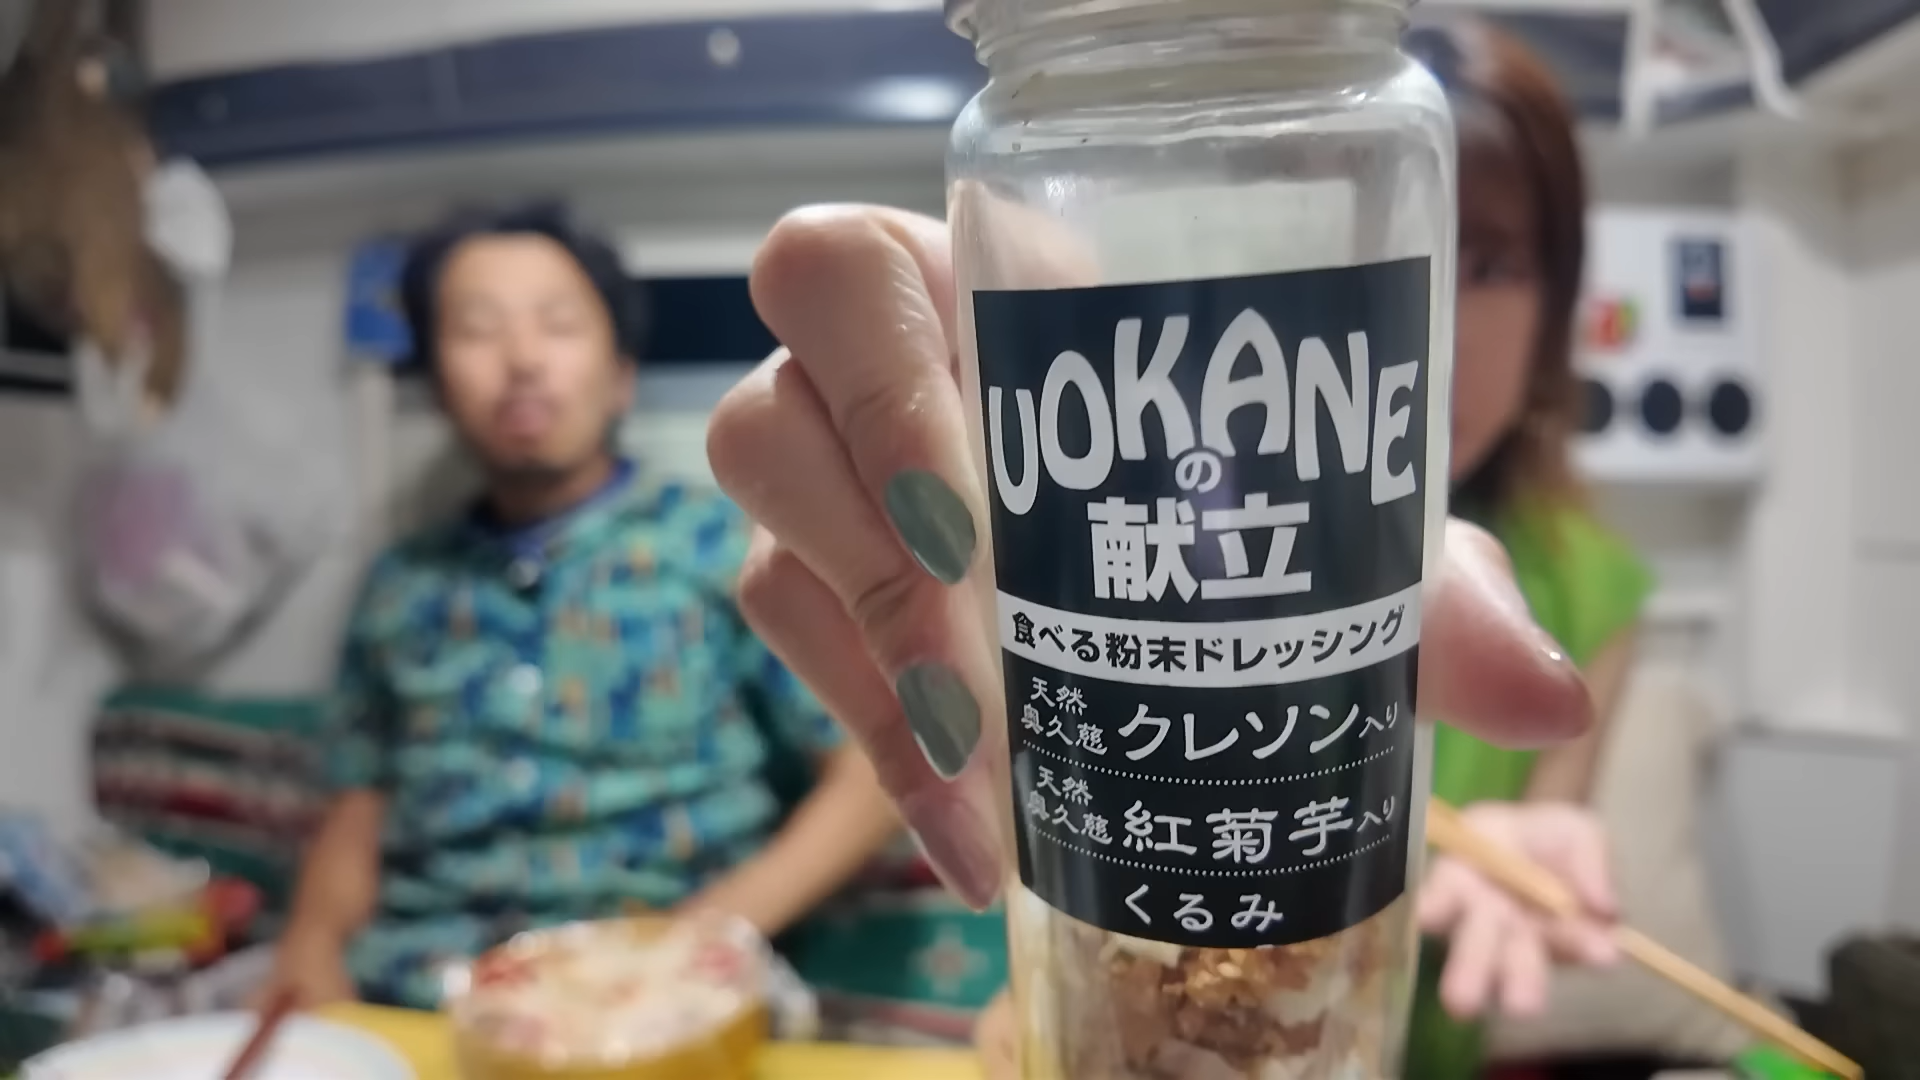 UOKANE
の
献立
食べる粉末ドレッシング
天然
奥久慈 クレソン入り
天然
奥久慈 紅菊芋入り
くるみ